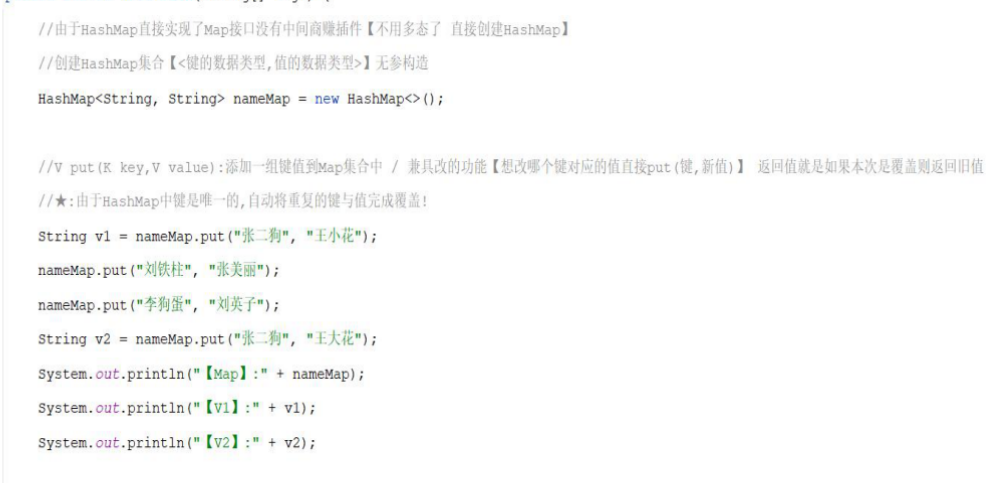 //由于HashMap直接实现了Map接口没有中间商赚插件【不用多态了 直接创建HashMap】
//创建HashMap集合【<键的数据类型,值的数据类型>】无参构造
HashMap<String, String> nameMap = new HashMap<>();
//V put(K key,V value):添加一组键值到Map集合中 / 兼具改的功能【想改哪个键对应的值直接put(键,新值)】 返回值就是如果本次是覆盖则返回旧值
//★:由于HashMap中键是唯一的,自动将重复的键与值完成覆盖!
String v1 = nameMap.put("张二狗", "王小花");
nameMap.put("刘铁柱", "张美丽");
nameMap.put("李狗蛋", "刘英子");
String v2 = nameMap.put("张二狗", "王大花");
System.out.println("【Map】:" + nameMap);
System.out.println("【V1】:" + v1);
System.out.println("【V2】:" + v2);